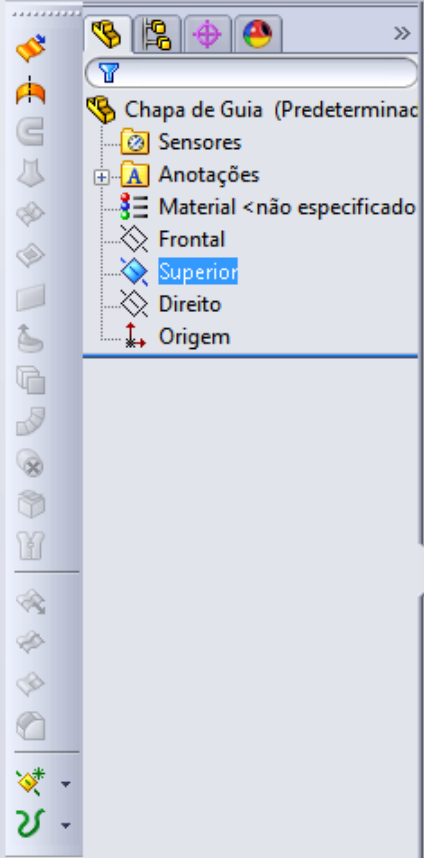 »
Chapa de Guia (Predeterminac
Sensores
A Anotações
Material <não especificado
Frontal
Superior
Direito
Origem